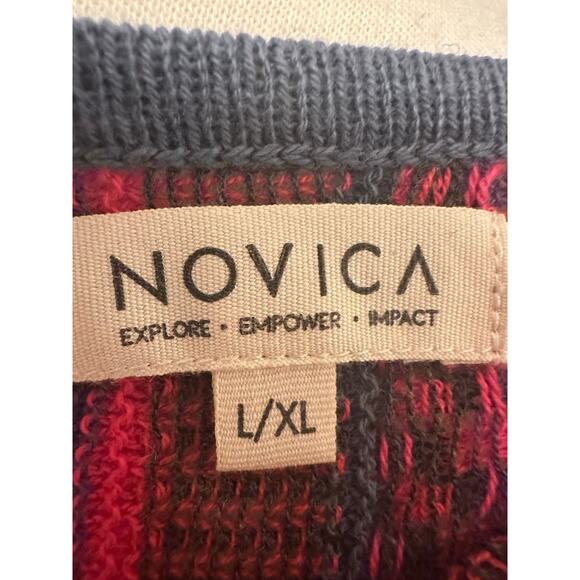 NOVICA
EXPLORE · EMPOWER · IMPACT
L/XL